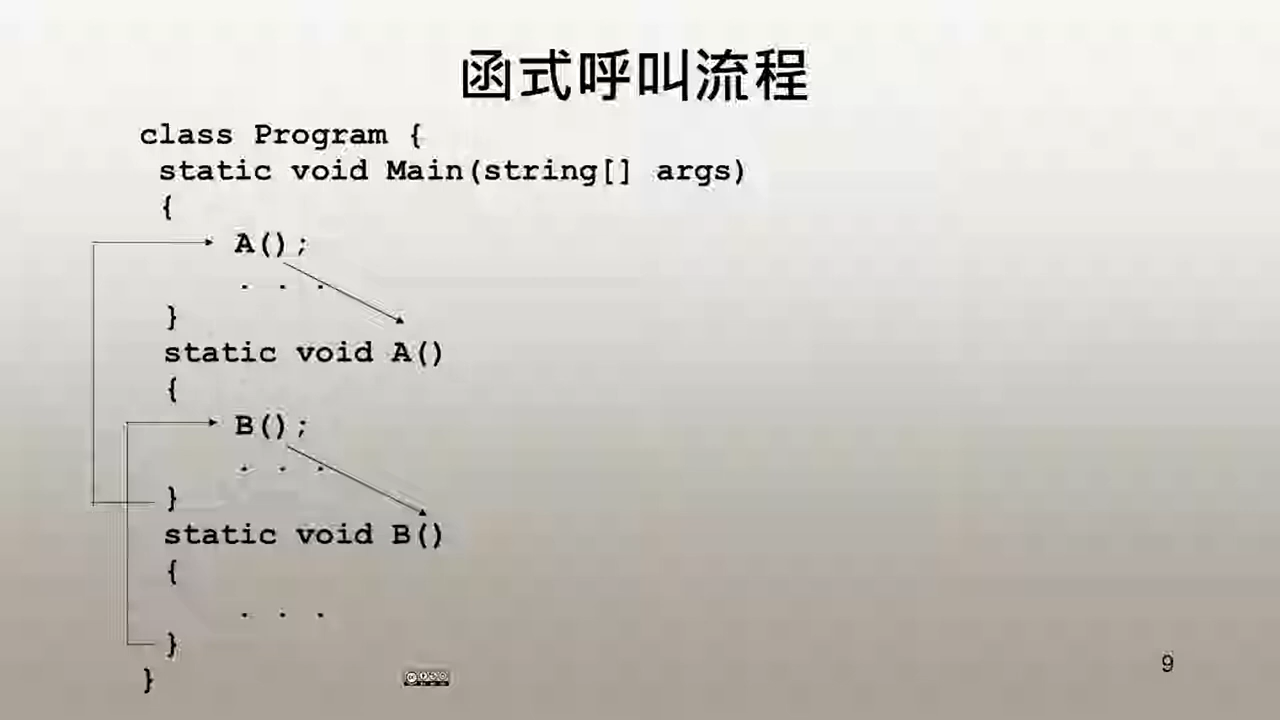 函式呼叫流程
class Program {
static void Main(string[] args)
{
A();
. . .
}
static void A()
{
B();
. . .
}
static void B()
{
. . .
}
}
9